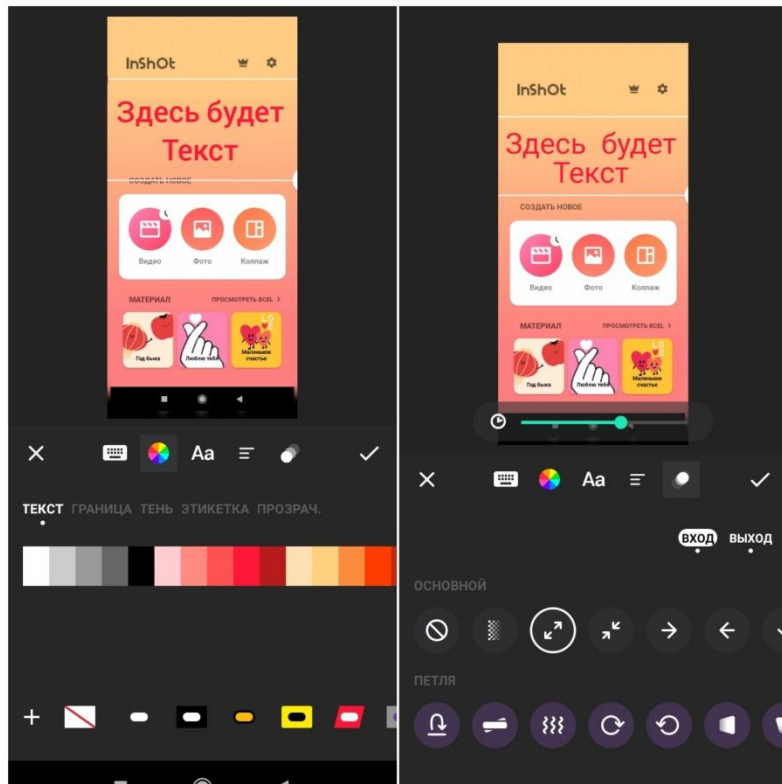 InShOt
Здесь будет
Текст
СОЗДАТЬ НОВОЕ
Видео
Фото
Коллаж
МАТЕРИАЛ
ПРОСМОТРЕТЬ ВСЕ(. >
Год быка
Люблю тебя
LO
E
Маленькое
счастье
Aa
ТЕКСТ ГРАНИЦА ТЕНЬ ЭТИКЕТКА ПРОЗРАЧ.
InShOt
Здесь будет
Текст
СОЗДАТЬ НОВОЕ
Видео
Фото
Коллаж
МАТЕРИАЛ
ПРОСМОТРЕТЬ ВСЕ(. >
Год быка
Люблю тебя
LO
E
Маленькое
счастье
Aa
ВХОД ВЫХОД
ОСНОВНОЙ
ПЕТЛЯ